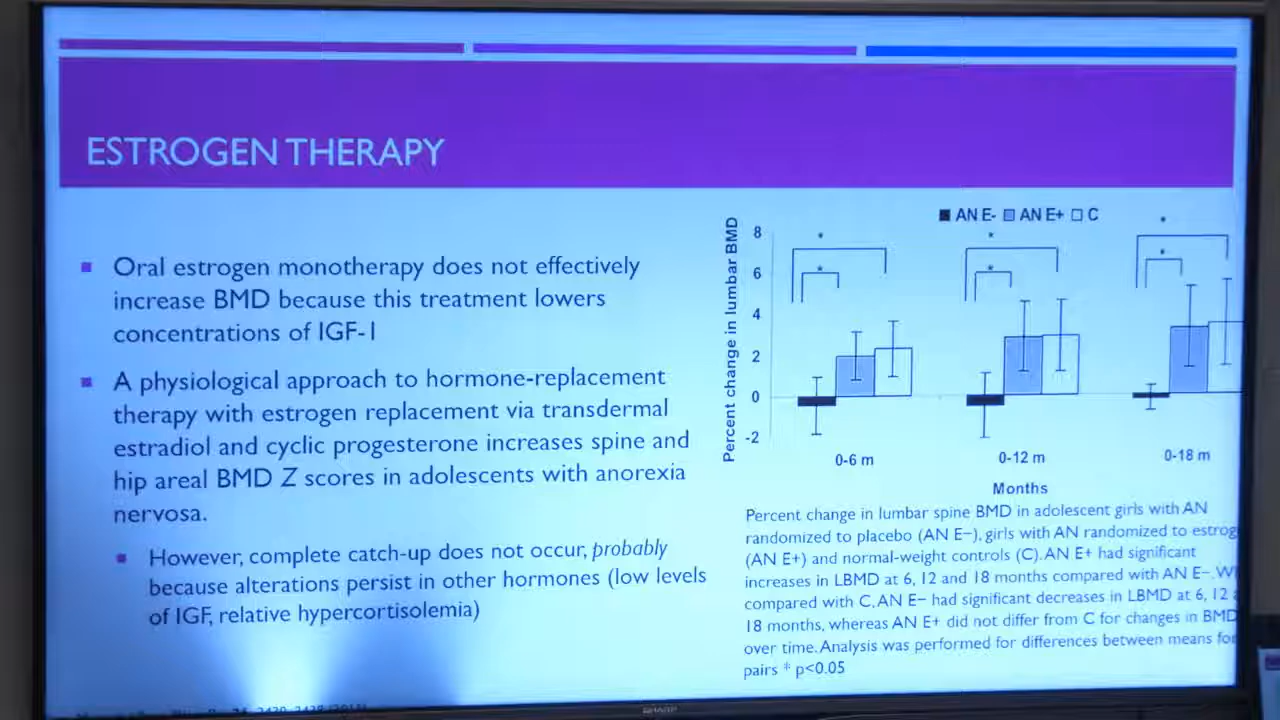 ESTROGEN THERAPY
Oral estrogen monotherapy does not effectively
increase BMD because this treatment lowers
concentrations of IGF-1
A physiological approach to hormone-replacement
therapy with estrogen replacement via transdermal
estradiol and cyclic progesterone increases spine and
hip areal BMD Z scores in adolescents with anorexia
nervosa.
However, complete catch-up does not occur, probably
because alterations persist in other hormones (low levels
of IGF, relative hypercortisolemia)
AN E- AN E+ C
Percent change in lumbar BMD
8
6
4
2
0
-2
* * * * * *
0-6 m 0-12 m 0-18 m
Months
Percent change in lumbar spine BMD in adolescent girls with AN
randomized to placebo (AN E−), girls with AN randomized to estrog
(AN E+) and normal-weight controls (C). AN E+ had significant
increases in LBMD at 6, 12 and 18 months compared with AN E−. W
compared with C, AN E− had significant decreases in LBMD at 6, 12
18 months, whereas AN E+ did not differ from C for changes in BMD
over time. Analysis was performed for differences between means for
pairs * p<0.05
SHARP